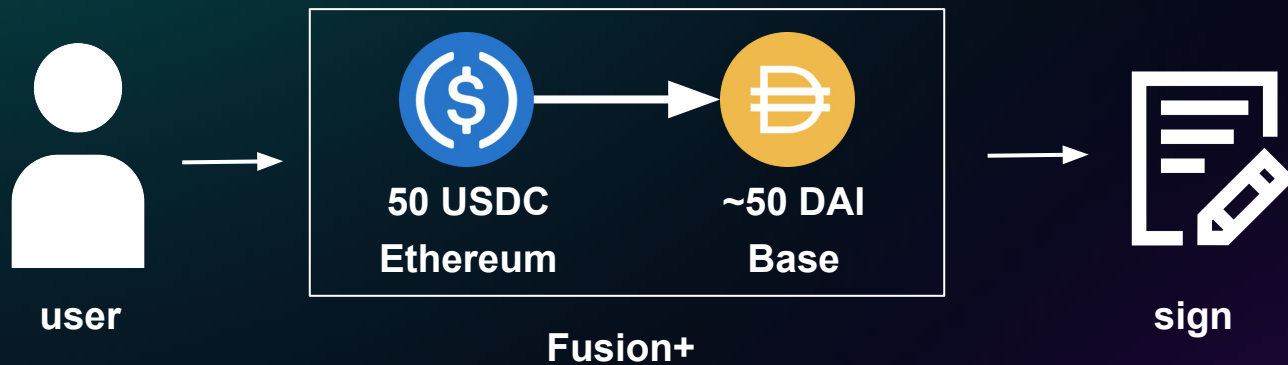 50 USDC
~50 DAI
Ethereum
Base
user
sign
Fusion+